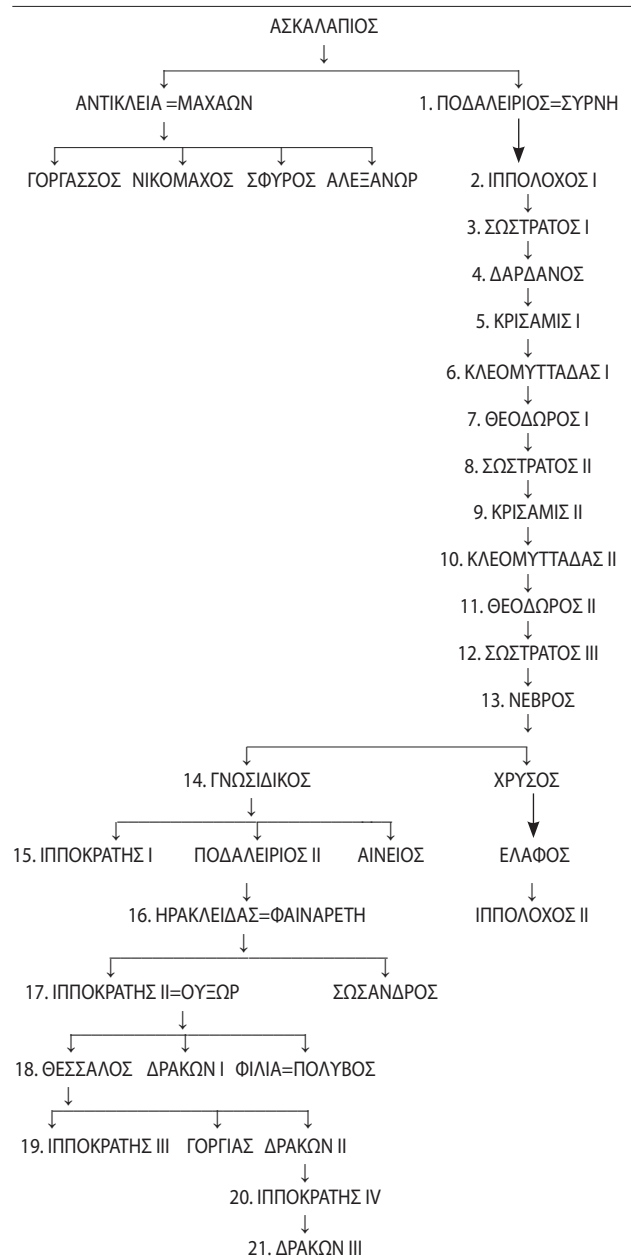 ΑΣΚΑΛΑΠΙΟΣ
ΑΝΤΙΚΛΕΙΑ =ΜΑΧΑΩΝ 1. ΠΟΔΑΛΕΙΡΙΟΣ=ΣΥΡΝΗ
ΓΟΡΓΑΣΣΟΣ ΝΙΚΟΜΑΧΟΣ ΣΦΥΡΟΣ ΑΛΕΞΑΝΩΡ
2. ΙΠΠΟΛΟΧΟΣ Ι
3. ΣΩΣΤΡΑΤΟΣ Ι
4. ΔΑΡΔΑΝΟΣ
5. ΚΡΙΣΑΜΙΣ Ι
6. ΚΛΕΟΜΥΤΤΑΔΑΣ Ι
7. ΘΕΟΔΩΡΟΣ Ι
8. ΣΩΣΤΡΑΤΟΣ ΙΙ
9. ΚΡΙΣΑΜΙΣ ΙΙ
10. ΚΛΕΟΜΥΤΤΑΔΑΣ ΙΙ
11. ΘΕΟΔΩΡΟΣ ΙΙ
12. ΣΩΣΤΡΑΤΟΣ ΙΙΙ
13. ΝΕΒΡΟΣ
14. ΓΝΩΣΙΔΙΚΟΣ ΧΡΥΣΟΣ
15. ΙΠΠΟΚΡΑΤΗΣ Ι ΠΟΔΑΛΕΙΡΙΟΣ ΙΙ ΑΙΝΕΙΟΣ ΕΛΑΦΟΣ
16. ΗΡΑΚΛΕΙΔΑΣ=ΦΑΙΝΑΡΕΤΗ ΙΠΠΟΛΟΧΟΣ ΙΙ
17. ΙΠΠΟΚΡΑΤΗΣ ΙΙ=ΟΥΞΩΡ ΣΩΣΑΝΔΡΟΣ
18. ΘΕΣΣΑΛΟΣ ΔΡΑΚΩΝ Ι ΦΙΛΙΑ=ΠΟΛΥΒΟΣ
19. ΙΠΠΟΚΡΑΤΗΣ ΙΙΙ ΓΟΡΓΙΑΣ ΔΡΑΚΩΝ ΙΙ
20. ΙΠΠΟΚΡΑΤΗΣ ΙV
21. ΔΡΑΚΩΝ ΙΙΙ